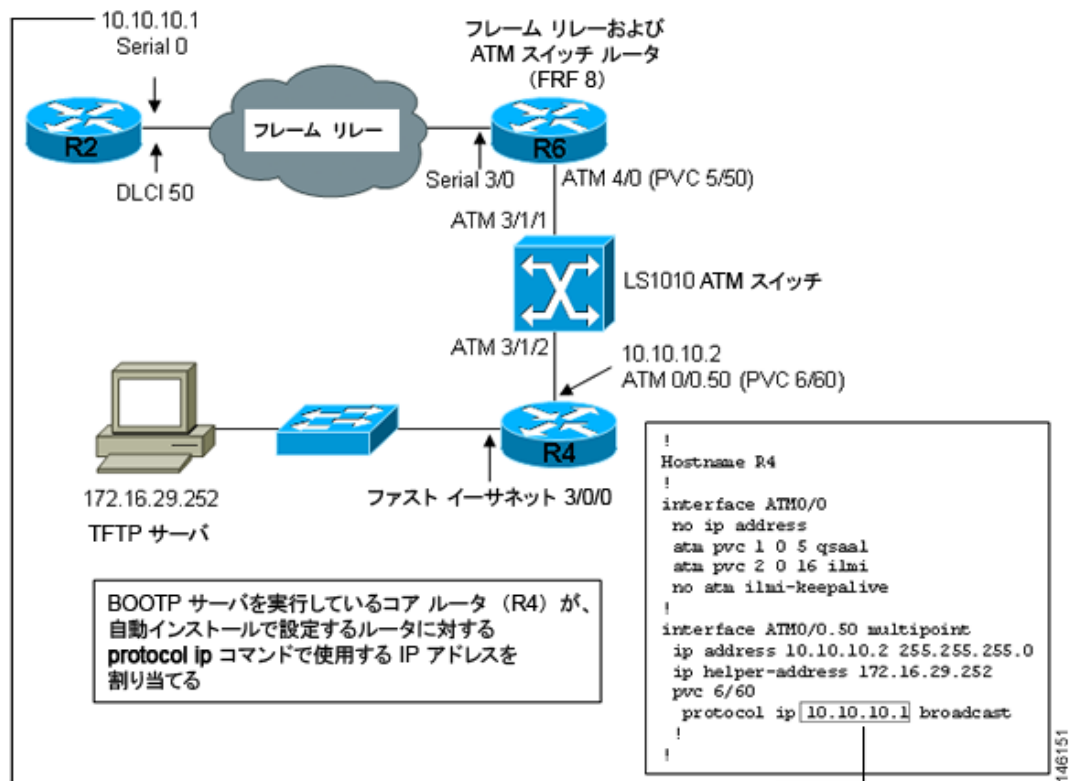 10.10.10.1
Serial 0
フレーム リレーおよび
ATM スイッチ ルータ
(FRF 8)
R2
フレーム リレー
R6
DLCI 50
Serial 3/0
ATM 4/0 (PVC 5/50)
ATM 3/1/1
LS1010 ATM スイッチ
ATM 3/1/2
10.10.10.2
ATM 0/0.50 (PVC 6/60)
R4
172.16.29.252
TFTP サーバ
ファスト イーサネット 3/0/0
BOOTP サーバを実行しているコア ルータ (R4) が、
自動インストールで設定するルータに対する
protocol ip コマンドで使用する IP アドレスを
割り当てる
!
Hostname R4
!
interface ATM0/0
no ip address
atm pvc 1 0 5 qsaal
atm pvc 2 0 16 ilmi
no atm ilmi-keepalive
!
interface ATM0/0.50 multipoint
ip address 10.10.10.2 255.255.255.0
ip helper-address 172.16.29.252
pvc 6/60
protocol ip 10.10.10.1 broadcast
!
!
146151